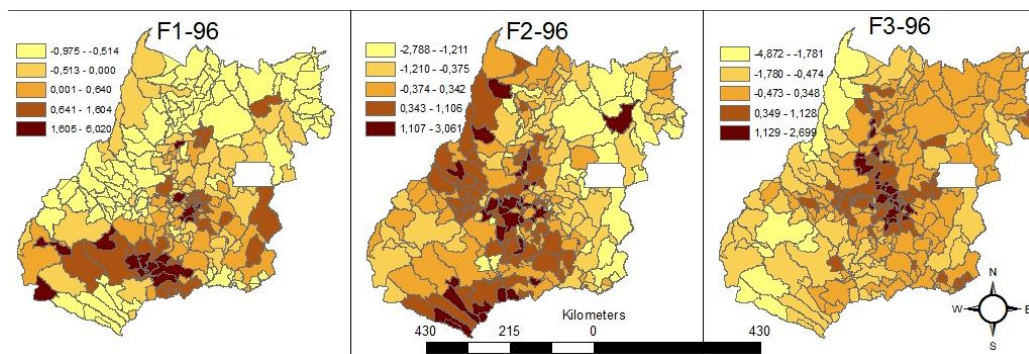 F1-96
-0,975 - -0,514
-0,513 - 0,000
0,001 - 0,640
0,641 - 1,604
1,605 - 6,020
F2-96
-2,788 - -1,211
-1,210 - -0,375
-0,374 - 0,342
0,343 - 1,106
1,107 - 3,061
F3-96
-4,872 - -1,781
-1,780 - -0,474
-0,473 - 0,348
0,349 - 1,128
1,129 - 2,699
Kilometers
430 215 0 430
N
W E
S